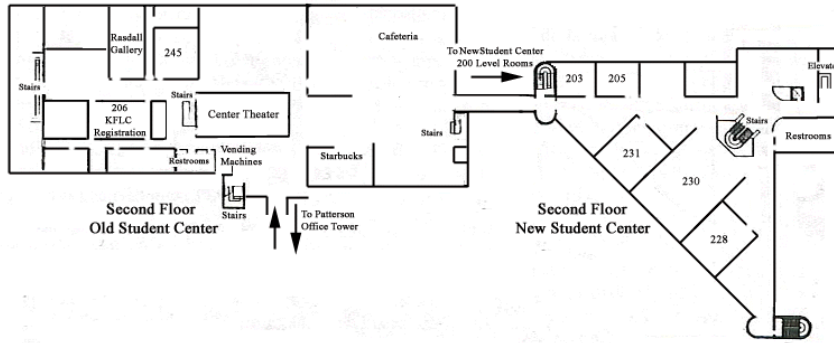 Rasdall
Gallery
245
Cafeteria
To NewStudent Center
200 Level Rooms
203
205
Elevato
Stairs
206
KFLC
Registration
Stairs
Center Theater
Stairs
Stairs
Restrooms
Vending
Machines
Restrooms
Starbucks
231
230
228
Stairs
Second Floor
Old Student Center
To Patterson
Office Tower
Second Floor
New Student Center